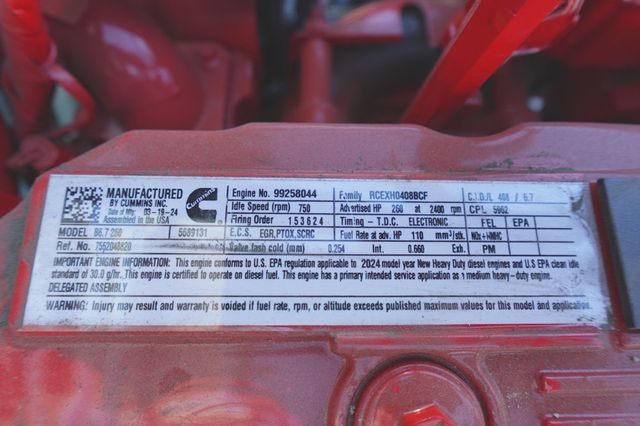 MANUFACTURED
BY CUMMINS INC.
Date of Mfg. 03-19-24
Assembled in the USA
Cummins
Engine No. 99258044 Family RCEXH0408BCF C.I.D./L 408 / 6.7
Idle Speed (rpm) 750 Advertised HP 260 at 2400 rpm CPL 5962
Firing Order 153624 Timing - T.D.C. ELECTRONIC FEL EPA
MODEL B6.7 260 5689131 E.C.S. EGR,PTOX,SCRC Fuel Rate at adv. HP 110 mm³/stk NOx+NMHC
Ref. No. 7552048820 Valve lash cold (mm) 0.254 Int. 0.660 Exh. PM
IMPORTANT ENGINE INFORMATION: This engine conforms to U.S. EPA regulation applicable to 2024 model year New Heavy Duty diesel engines and U.S EPA clean idle
standard of 30.0 g/hr. This engine is certified to operate on diesel fuel. This engine has a primary intended service application as medium heavy-duty engine.
DELEGATED ASSEMBLY
WARNING: Injury may result and warranty is voided if fuel rate, rpm, or altitude exceeds published maximum values for this model and application